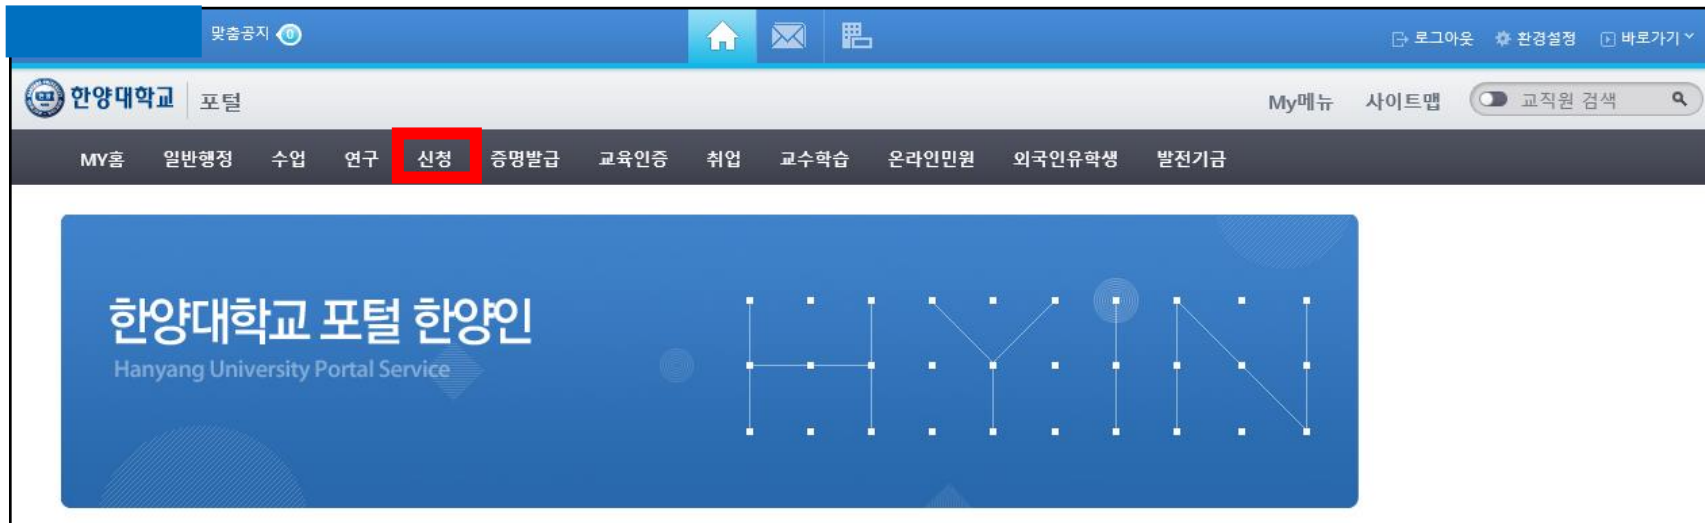 맞춤공지 0 로그아웃 환경설정 바로가기
한양대학교 포털 My메뉴 사이트맵 교직원 검색
MY홈 일반행정 수업 연구 신청 증명발급 교육인증 취업 교수학습 온라인민원 외국인유학생 발전기금
한양대학교 포털 한양인
Hanyang University Portal Service
HYIN